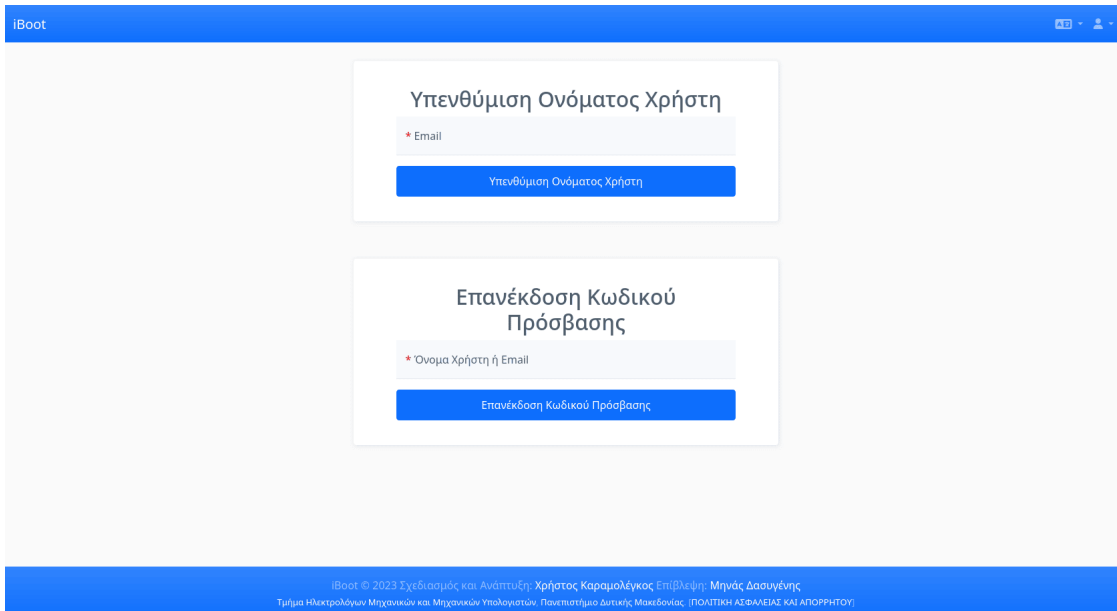 iBoot
Υπενθύμιση Ονόματος Χρήστη
* Email
Υπενθύμιση Ονόματος Χρήστη
Επανέκδοση Κωδικού
Πρόσβασης
* Όνομα Χρήστη ή Email
Επανέκδοση Κωδικού Πρόσβασης
iBoot © 2023 Σχεδιασμός και Ανάπτυξη: Χρήστος Καραμολέγκος Επίβλεψη: Μηνάς Δασυγένης
Τμήμα Ηλεκτρολόγων Μηχανικών και Μηχανικών Υπολογιστών, Πανεπιστήμιο Δυτικής Μακεδονίας. [ΠΟΛΙΤΙΚΗ ΑΣΦΑΛΕΙΑΣ ΚΑΙ ΑΠΟΡΡΗΤΟΥ]